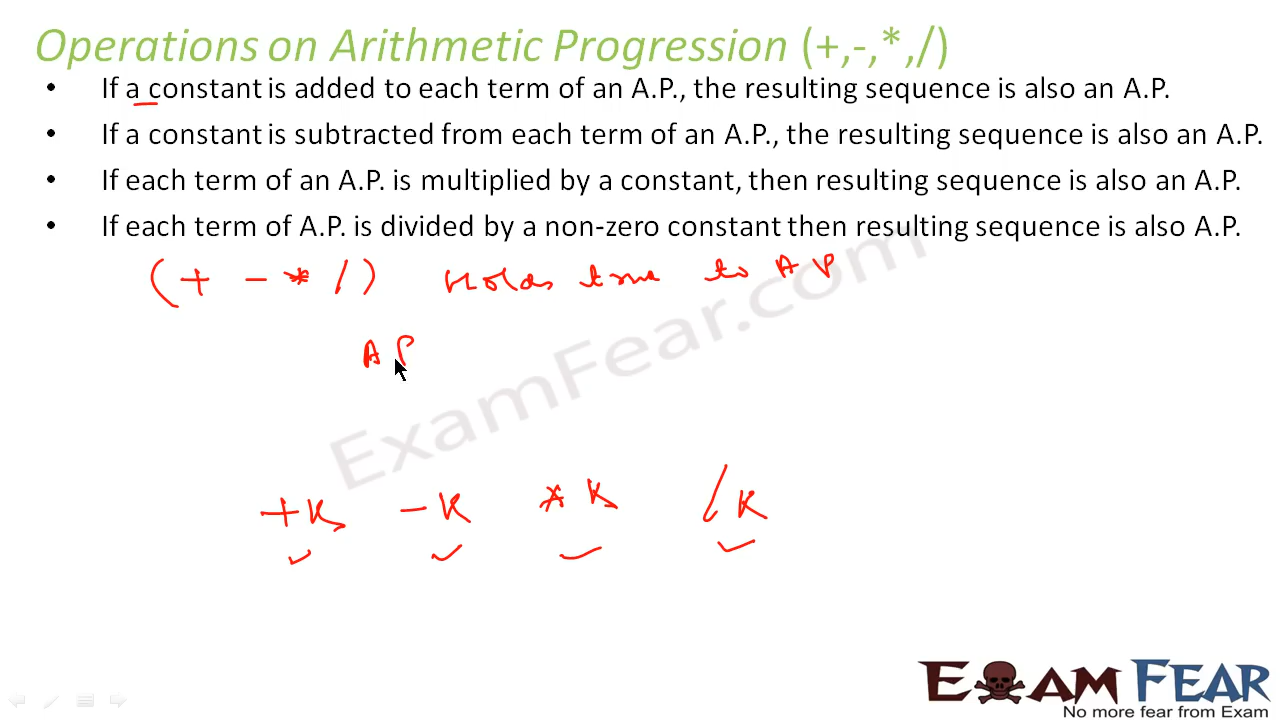 Operations on Arithmetic Progression (+,-,*,/)
• If a constant is added to each term of an A.P., the resulting sequence is also an A.P.
• If a constant is subtracted from each term of an A.P., the resulting sequence is also an A.P.
• If each term of an A.P. is multiplied by a constant, then resulting sequence is also an A.P.
• If each term of A.P. is divided by a non-zero constant then resulting sequence is also A.P.
(+ - * /) Holds true to AP
AP
ExamFear.com
+K -K *K /K
EXAM FEAR
No more fear from Exam